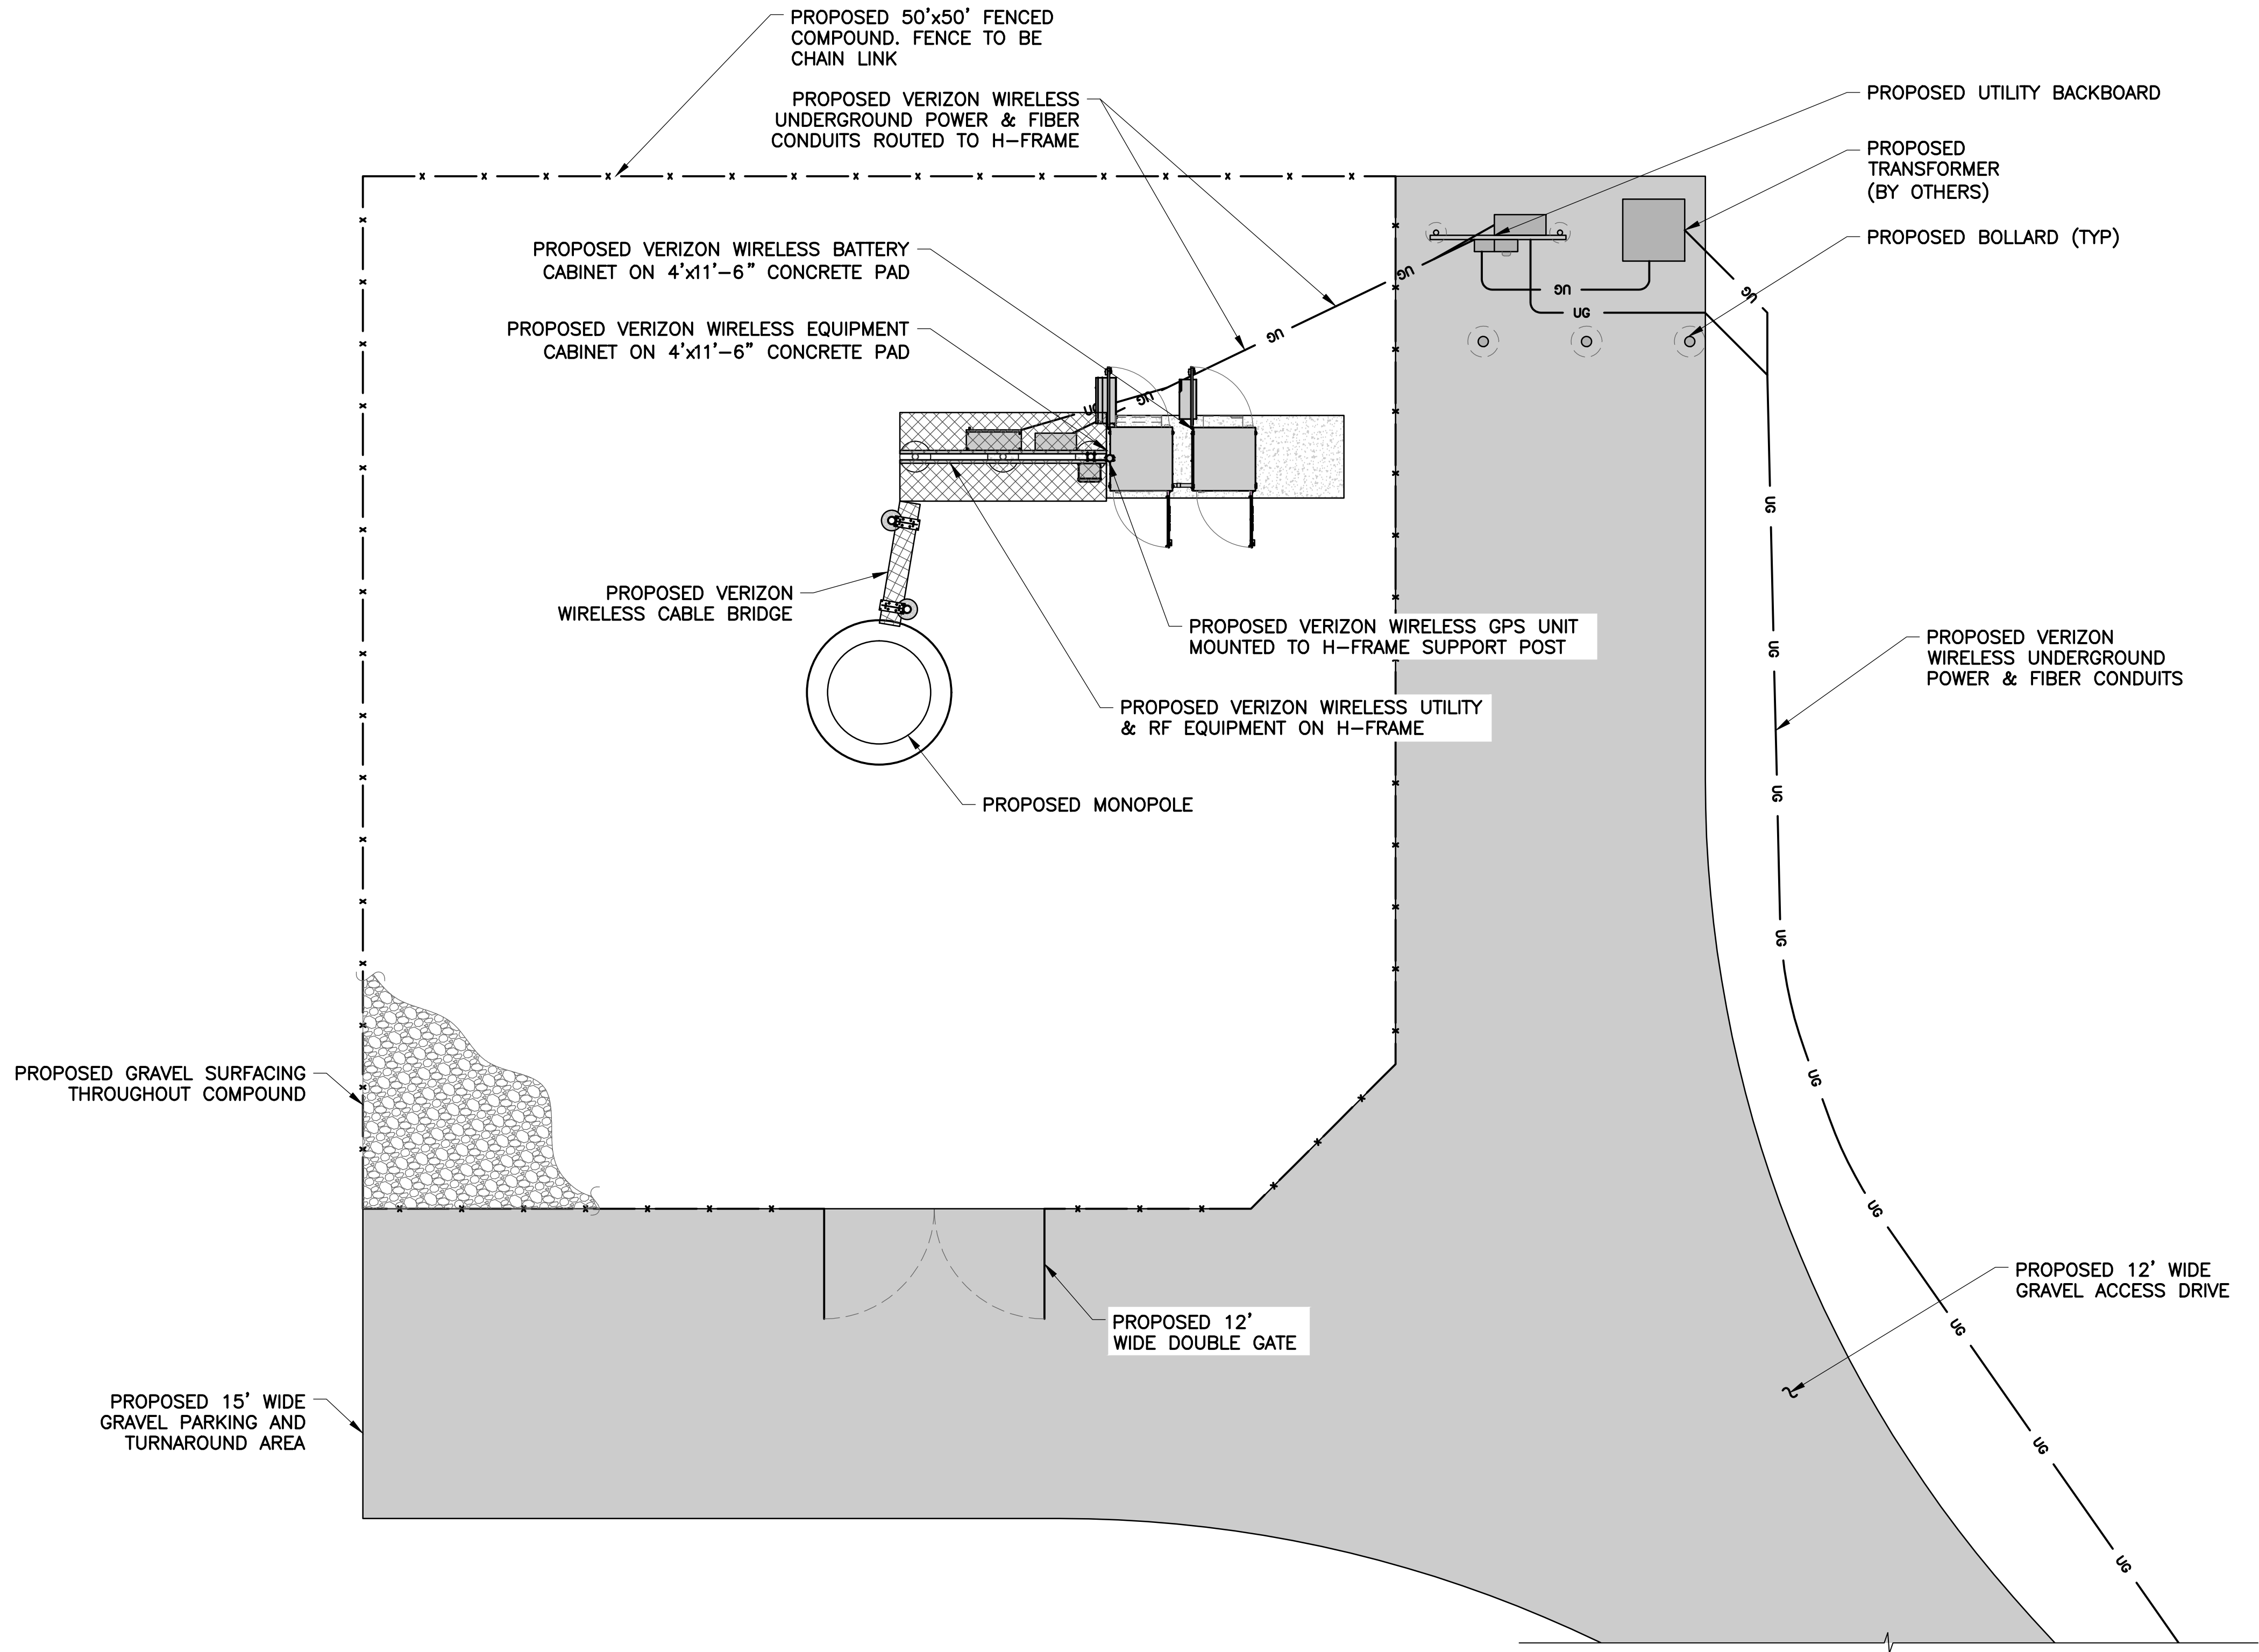 PROPOSED 50'x50' FENCED
COMPOUND. FENCE TO BE
CHAIN LINK
PROPOSED VERIZON WIRELESS
UNDERGROUND POWER & FIBER
CONDUITS ROUTED TO H-FRAME
PROPOSED UTILITY BACKBOARD
PROPOSED
TRANSFORMER
(BY OTHERS)
PROPOSED BOLLARD (TYP)
PROPOSED VERIZON WIRELESS BATTERY
CABINET ON 4'x11'-6" CONCRETE PAD
PROPOSED VERIZON WIRELESS EQUIPMENT
CABINET ON 4'x11'-6" CONCRETE PAD
UG
UG
UG
UG
UG
UG
UG
PROPOSED VERIZON
WIRELESS CABLE BRIDGE
PROPOSED VERIZON WIRELESS GPS UNIT
MOUNTED TO H-FRAME SUPPORT POST
PROPOSED VERIZON WIRELESS UTILITY
& RF EQUIPMENT ON H-FRAME
PROPOSED MONOPOLE
PROPOSED VERIZON
WIRELESS UNDERGROUND
POWER & FIBER CONDUITS
UG
UG
UG
UG
UG
UG
UG
UG
UG
PROPOSED GRAVEL SURFACING
THROUGHOUT COMPOUND
PROPOSED 12'
WIDE DOUBLE GATE
PROPOSED 12' WIDE
GRAVEL ACCESS DRIVE
PROPOSED 15' WIDE
GRAVEL PARKING AND
TURNAROUND AREA